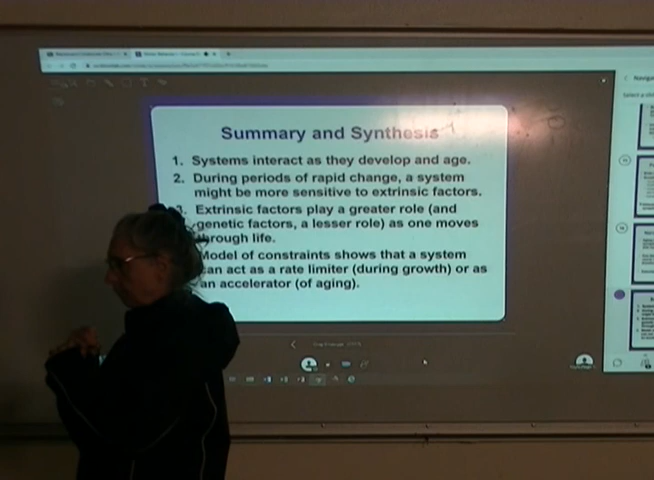 Summary and Synthesis
1. Systems interact as they develop and age.
2. During periods of rapid change, a system
might be more sensitive to extrinsic factors.
3. Extrinsic factors play a greater role (and
genetic factors, a lesser role) as one moves
through life.
Model of constraints shows that a system
can act as a rate limiter (during growth) or as
an accelerator (of aging).